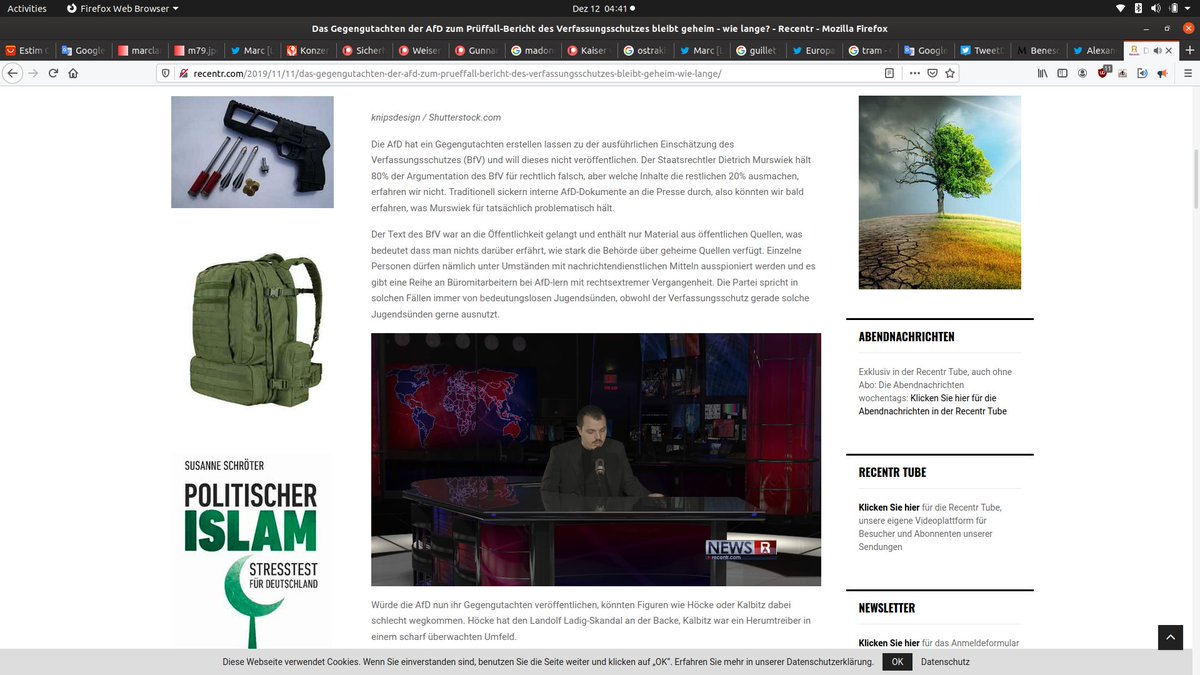 Activities
Firefox Web Browser
Dez 12 04:41
Das Gegengutachten der AfD zum Prüffall-Bericht des Verfassungsschutzes bleibt geheim - wie lange? - Recentr - Mozilla Firefox
Estim
Google
marcla
m79.jp
Marc [L
Konzer
Sicherh
Weiser
Gunna
madon
Kaiser
ostraki
Marc [L
guillet
Europa
tram -
Google
TweetD
Benesc
Alexan
recentr.com/2019/11/11/das-gegengutachten-der-afd-zum-prueffall-bericht-des-verfassungsschutzes-bleibt-geheim-wie-lange/
knipsdesign / Shutterstock.com
Die AfD hat ein Gegengutachten erstellen lassen zu der ausführlichen Einschätzung des
Verfassungsschutzes (BfV) und will dieses nicht veröffentlichen. Der Staatsrechtler Dietrich Murswiek hält
80% der Argumentation des BfV für rechtlich falsch, aber welche Inhalte die restlichen 20% ausmachen,
erfahren wir nicht. Traditionell sickern interne AfD-Dokumente an die Presse durch, also könnten wir bald
erfahren, was Murswiek für tatsächlich problematisch hält.
Der Text des BfV war an die Öffentlichkeit gelangt und enthält nur Material aus öffentlichen Quellen, was
bedeutet dass man nichts darüber erfährt, wie stark die Behörde über geheime Quellen verfügt. Einzelne
Personen dürfen nämlich unter Umständen mit nachrichtendienstlichen Mitteln ausspioniert werden und es
gibt eine Reihe an Büromitarbeitern bei AfD-lern mit rechtsextremer Vergangenheit. Die Partei spricht in
solchen Fällen immer von bedeutungslosen Jugendsünden, obwohl der Verfassungsschutz gerade solche
Jugendsünden gerne ausnutzt.
NEWS R
recentr.com
Würde die AfD nun ihr Gegengutachten veröffentlichen, könnten Figuren wie Höcke oder Kalbitz dabei
schlecht wegkommen. Höcke hat den Landolf Ladig-Skandal an der Backe, Kalbitz war ein Herumtreiber in
einem scharf überwachten Umfeld.
SUSANNE SCHRÖTER
POLITISCHER
ISLAM
STRESSTEST
FÜR DEUTSCHLAND
ABENDNACHRICHTEN
Exklusiv in der Recentr Tube, auch ohne
Abo: Die Abendnachrichten
wochentags: Klicken Sie hier für die
Abendnachrichten in der Recentr Tube
RECENTR TUBE
Klicken Sie hier für die Recentr Tube,
unsere eigene Videoplattform für
Besucher und Abonnenten unserer
Sendungen
NEWSLETTER
Klicken Sie hier für das Anmeldeformular
Diese Webseite verwendet Cookies. Wenn Sie einverstanden sind, benutzen Sie die Seite weiter und klicken auf „OK“. Erfahren Sie mehr in unserer Datenschutzerklärung.
OK
Datenschutz